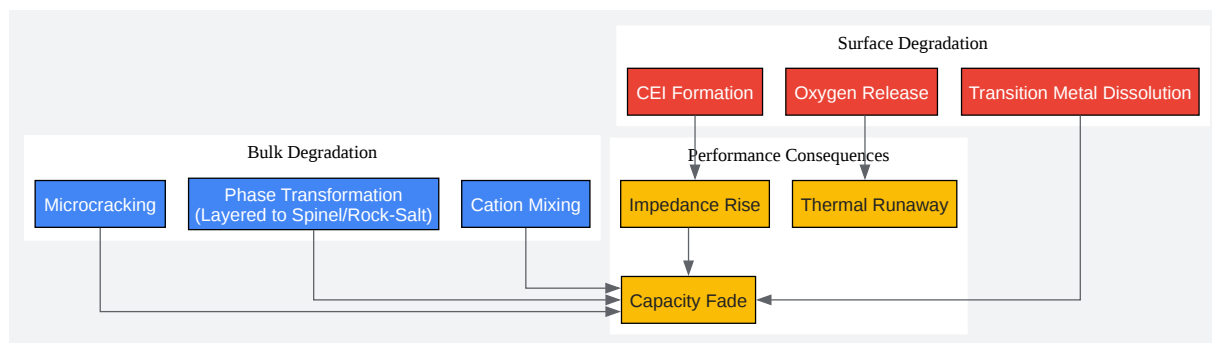 Surface Degradation
CEI Formation
Oxygen Release
Transition Metal Dissolution
Bulk Degradation
Microcracking
Phase Transformation
(Layered to Spinel/Rock-Salt)
Cation Mixing
Performance Consequences
Impedance Rise
Thermal Runaway
Capacity Fade